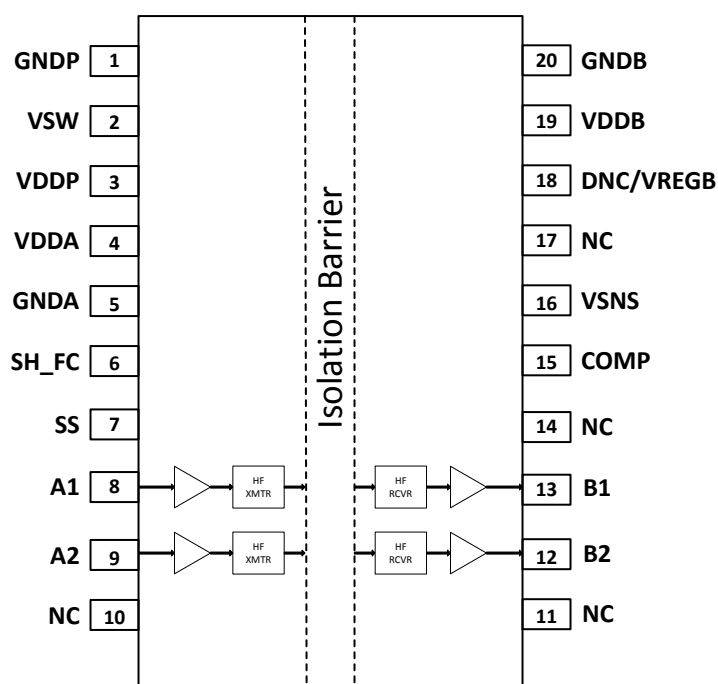 GNDP 1
VSW 2
VDDP 3
VDDA 4
GNDA 5
SH_FC 6
SS 7
A1 8
A2 9
NC 10
HF
XMTR
HF
XMTR
Isolation Barrier
HF
RCVR
HF
RCVR
20 GNDB
19 VDDB
18 DNC/VREGB
17 NC
16 VSNS
15 COMP
14 NC
13 B1
12 B2
11 NC